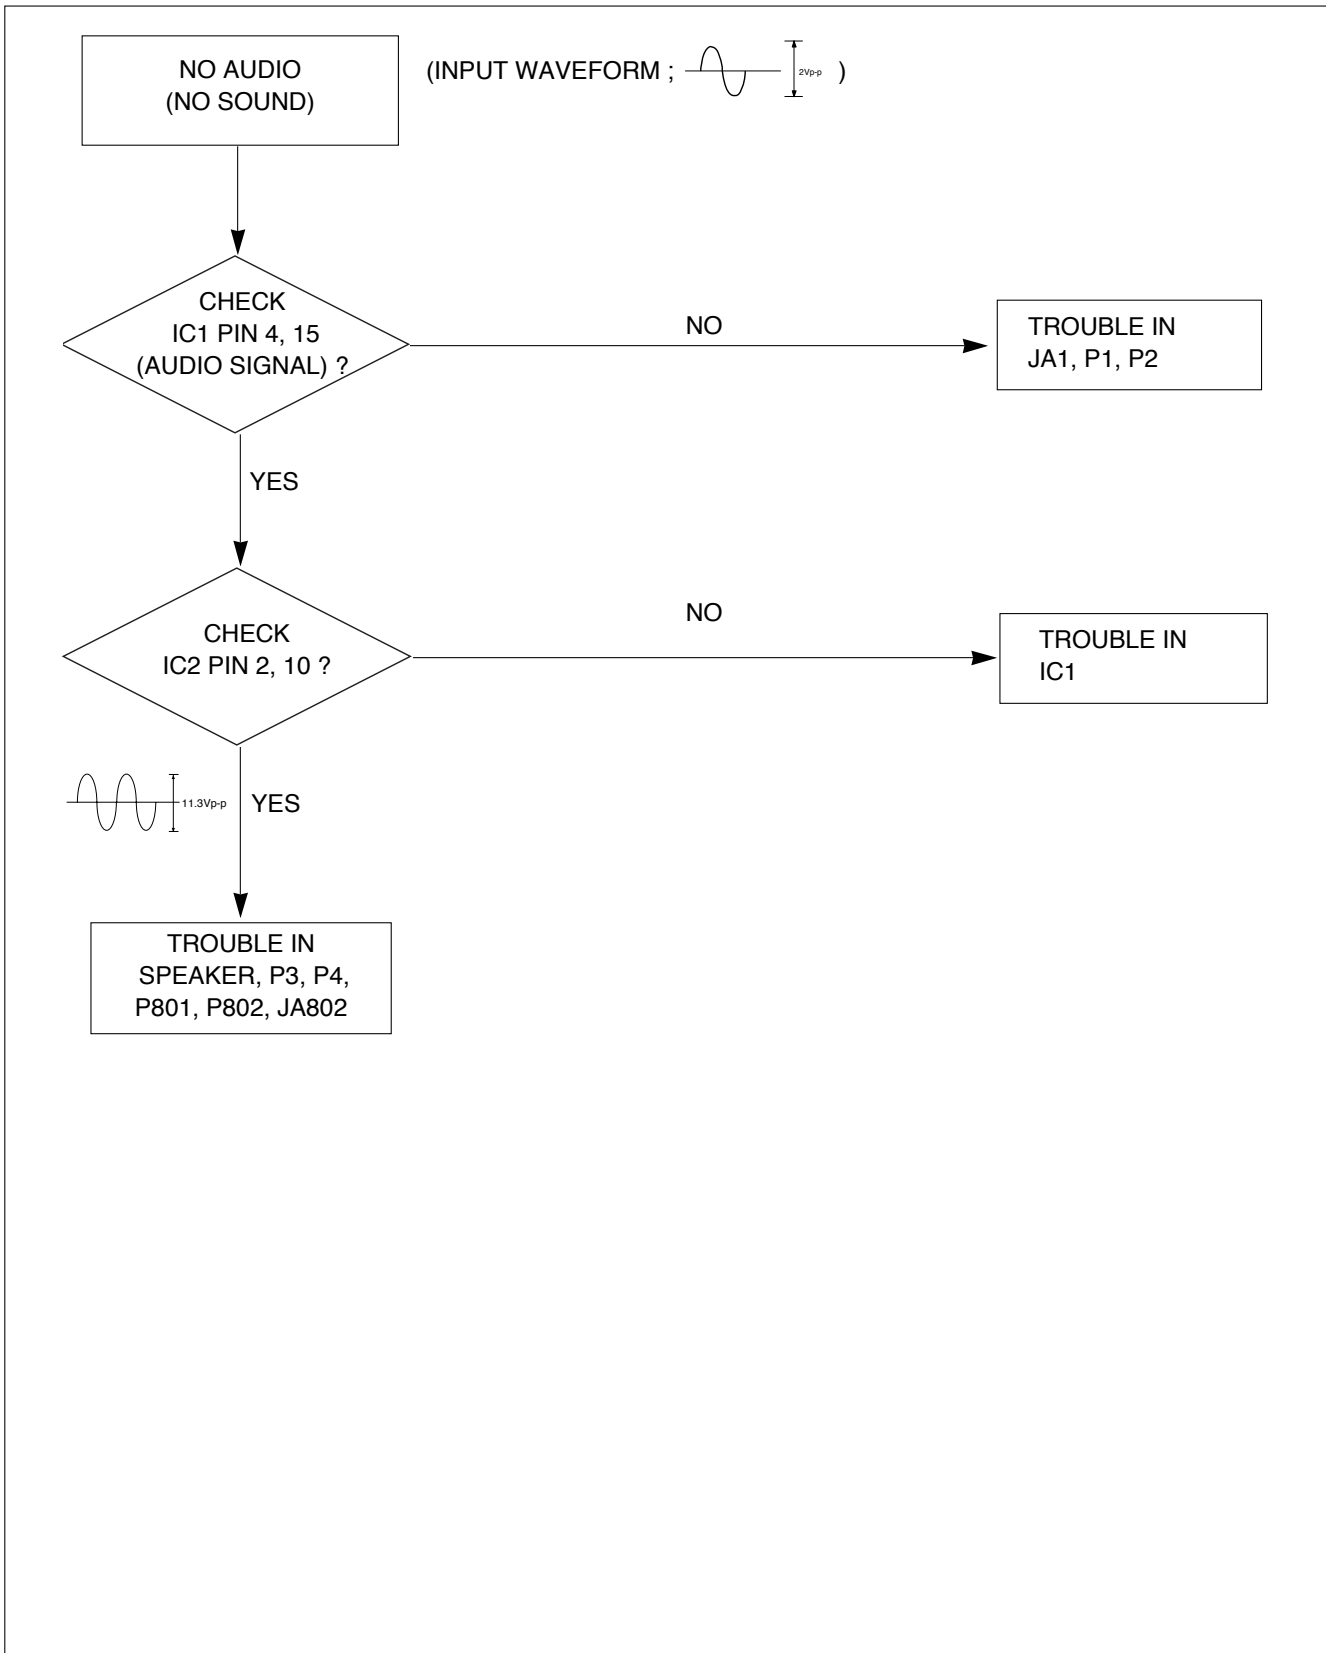 NO AUDIO
(NO SOUND)
(INPUT WAVEFORM ; 2Vp-p )
CHECK
IC1 PIN 4, 15
(AUDIO SIGNAL) ?
NO
TROUBLE IN
JA1, P1, P2
YES
CHECK
IC2 PIN 2, 10 ?
NO
TROUBLE IN
IC1
11.3Vp-p
YES
TROUBLE IN
SPEAKER, P3, P4,
P801, P802, JA802